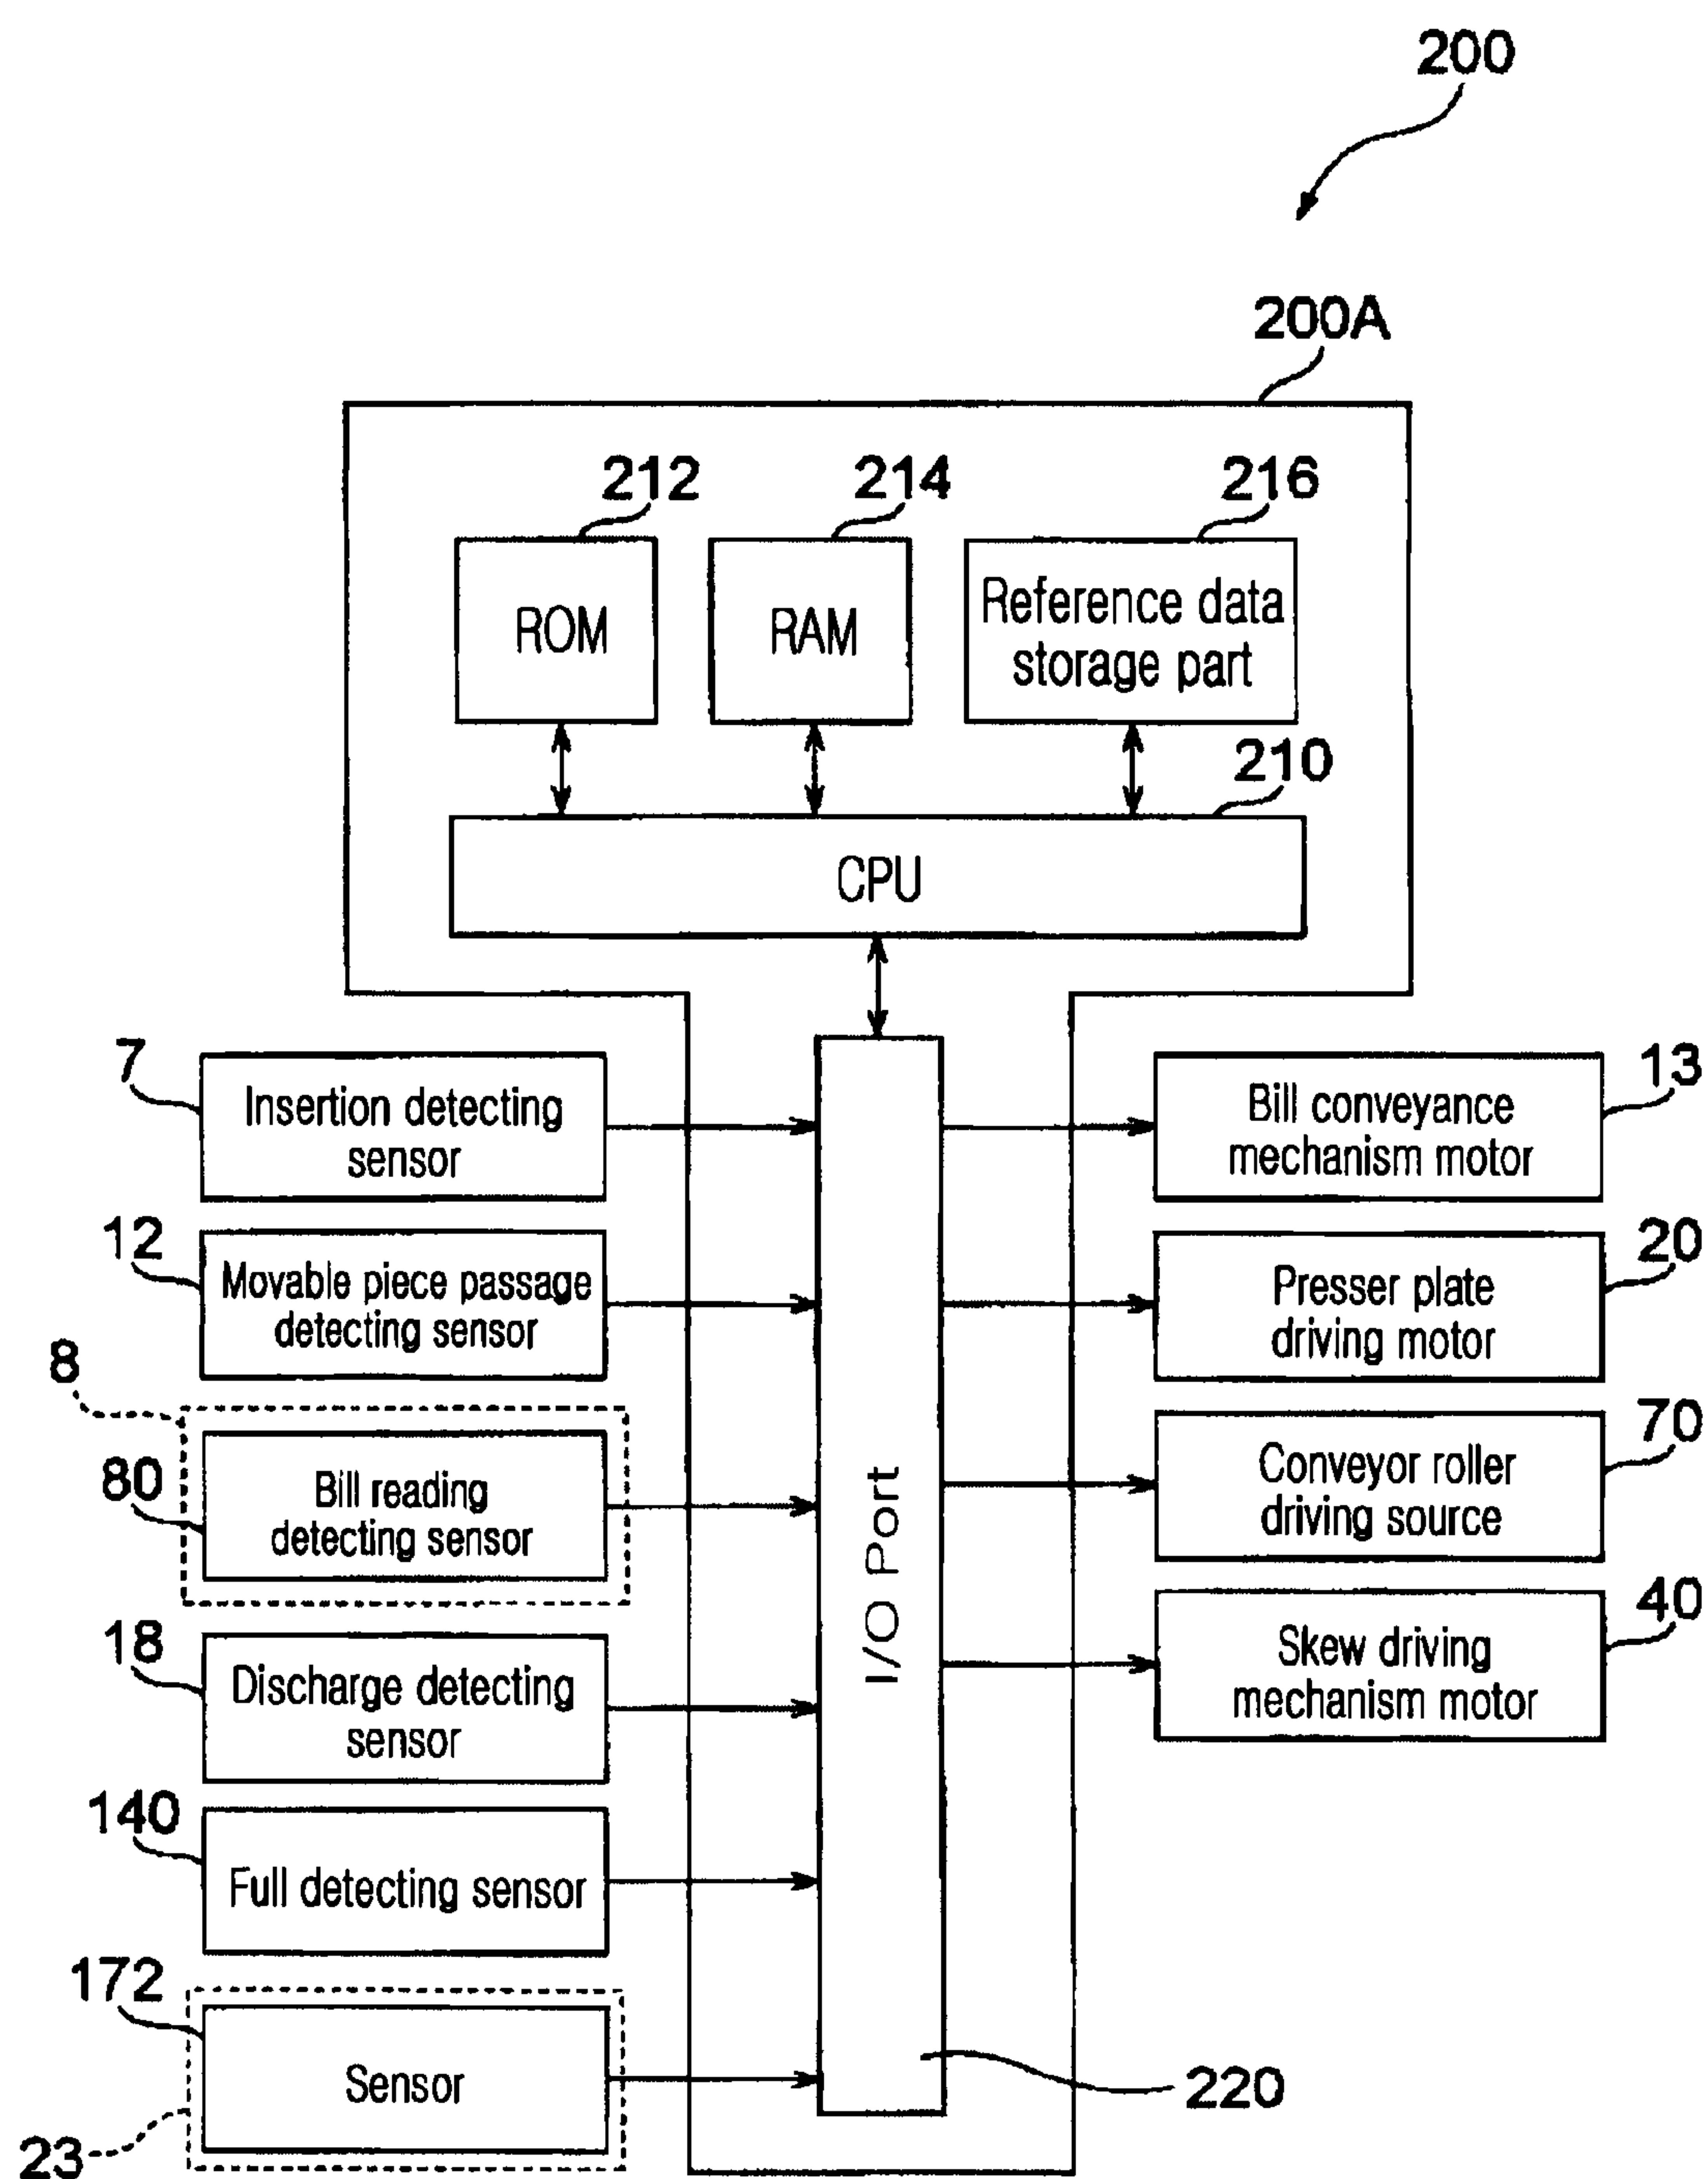 200
200A
212
214
216
ROM
RAM
Reference data
storage part
210
CPU
7
Insertion detecting
sensor
12
Movable piece passage
detecting sensor
8
80
Bill reading
detecting sensor
18
Discharge detecting
sensor
140
Full detecting sensor
172
Sensor
23
I/O Port
220
13
Bill conveyance
mechanism motor
20
Presser plate
driving motor
70
Conveyor roller
driving source
40
Skew driving
mechanism motor